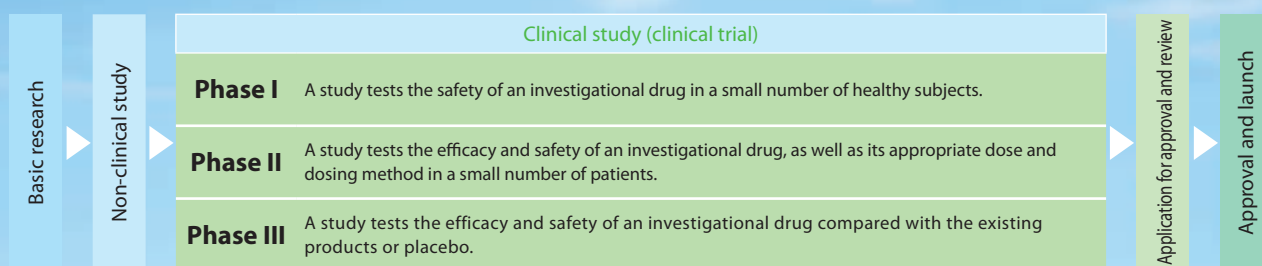 Basic research
Non-clinical study
Clinical study (clinical trial)
Phase I
A study tests the safety of an investigational drug in a small number of healthy subjects.
Phase II
A study tests the efficacy and safety of an investigational drug, as well as its appropriate dose and
dosing method in a small number of patients.
Phase III
A study tests the efficacy and safety of an investigational drug compared with the existing
products or placebo.
Application for approval and review
Approval and launch